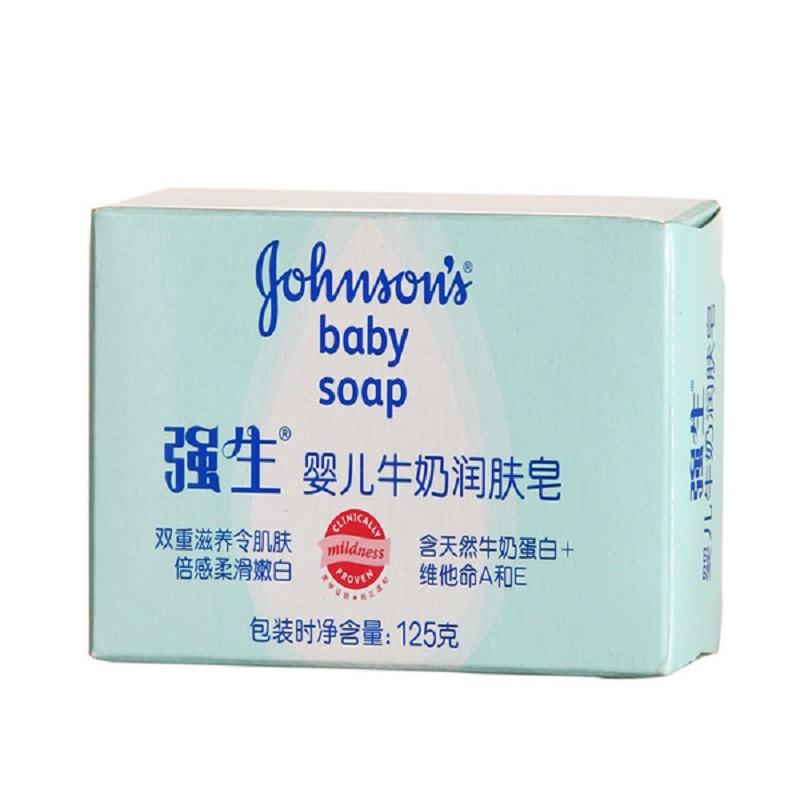 Johnson's®
baby
soap
强生® 婴儿牛奶润肤皂
双重滋养令肌肤
倍感柔滑嫩白
CLINICALLY
mildness
PROVEN
含天然牛奶蛋白+
维他命A和E
包装时净含量:125克
强生®
婴儿牛奶润肤皂